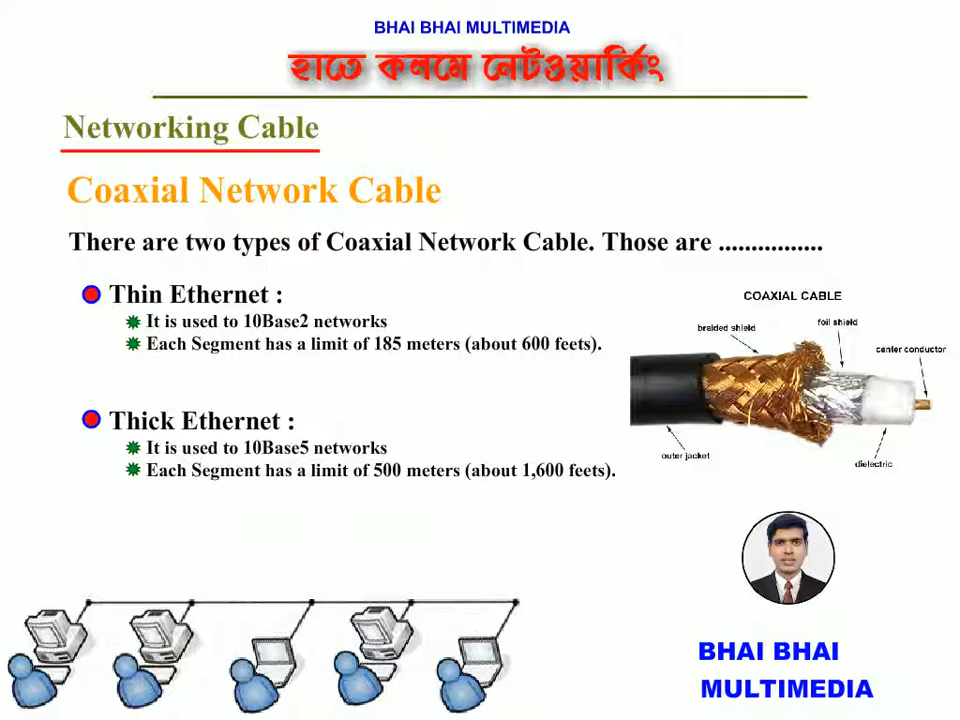 BHAI BHAI MULTIMEDIA
হাতে কলমে নেটওয়ার্কিং
Networking Cable
Coaxial Network Cable
There are two types of Coaxial Network Cable. Those are ................
Thin Ethernet :
It is used to 10Base2 networks
Each Segment has a limit of 185 meters (about 600 feets).
Thick Ethernet :
It is used to 10Base5 networks
Each Segment has a limit of 500 meters (about 1,600 feets).
COAXIAL CABLE
braided shield
foil shield
center conductor
outer jacket
dielectric
BHAI BHAI
MULTIMEDIA